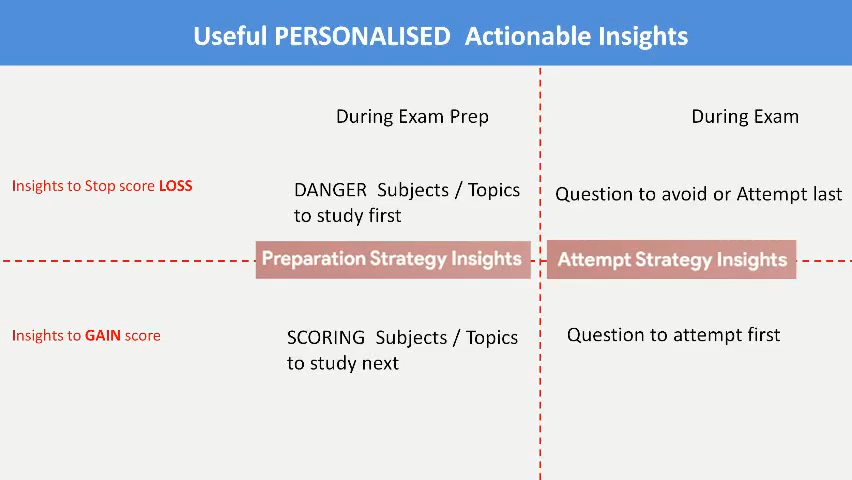 Useful PERSONALISED Actionable Insights
During Exam Prep
During Exam
Insights to Stop score LOSS
DANGER Subjects / Topics
to study first
Question to avoid or Attempt last
Preparation Strategy Insights
Attempt Strategy Insights
Insights to GAIN score
SCORING Subjects / Topics
to study next
Question to attempt first